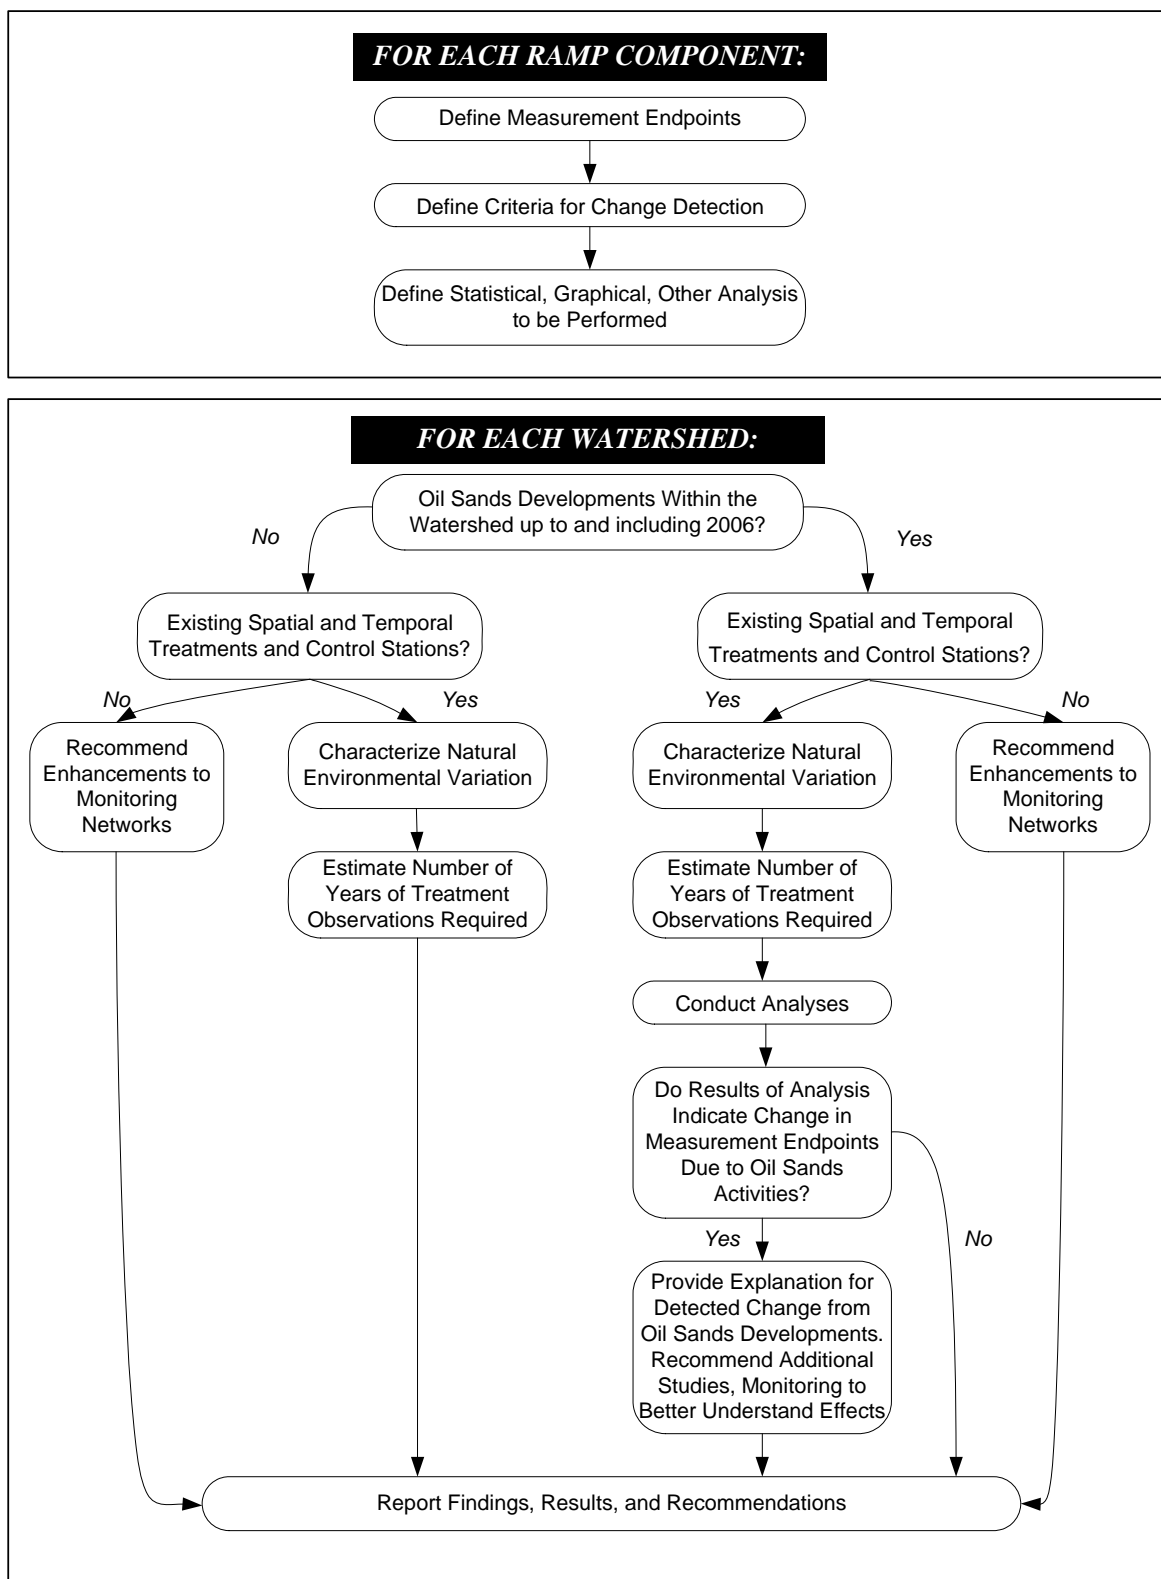 FOR EACH RAMP COMPONENT:
Define Measurement Endpoints
Define Criteria for Change Detection
Define Statistical, Graphical, Other Analysis
to be Performed
FOR EACH WATERSHED:
Oil Sands Developments Within the
Watershed up to and including 2006?
No
Yes
Existing Spatial and Temporal
Treatments and Control Stations?
Existing Spatial and Temporal
Treatments and Control Stations?
No
Yes
Yes
No
Recommend
Enhancements to
Monitoring
Networks
Characterize Natural
Environmental Variation
Characterize Natural
Environmental Variation
Recommend
Enhancements to
Monitoring
Networks
Estimate Number of
Years of Treatment
Observations Required
Estimate Number of
Years of Treatment
Observations Required
Conduct Analyses
Do Results of Analysis
Indicate Change in
Measurement Endpoints
Due to Oil Sands
Activities?
Yes
No
Provide Explanation for
Detected Change from
Oil Sands Developments.
Recommend Additional
Studies, Monitoring to
Better Understand Effects
Report Findings, Results, and Recommendations